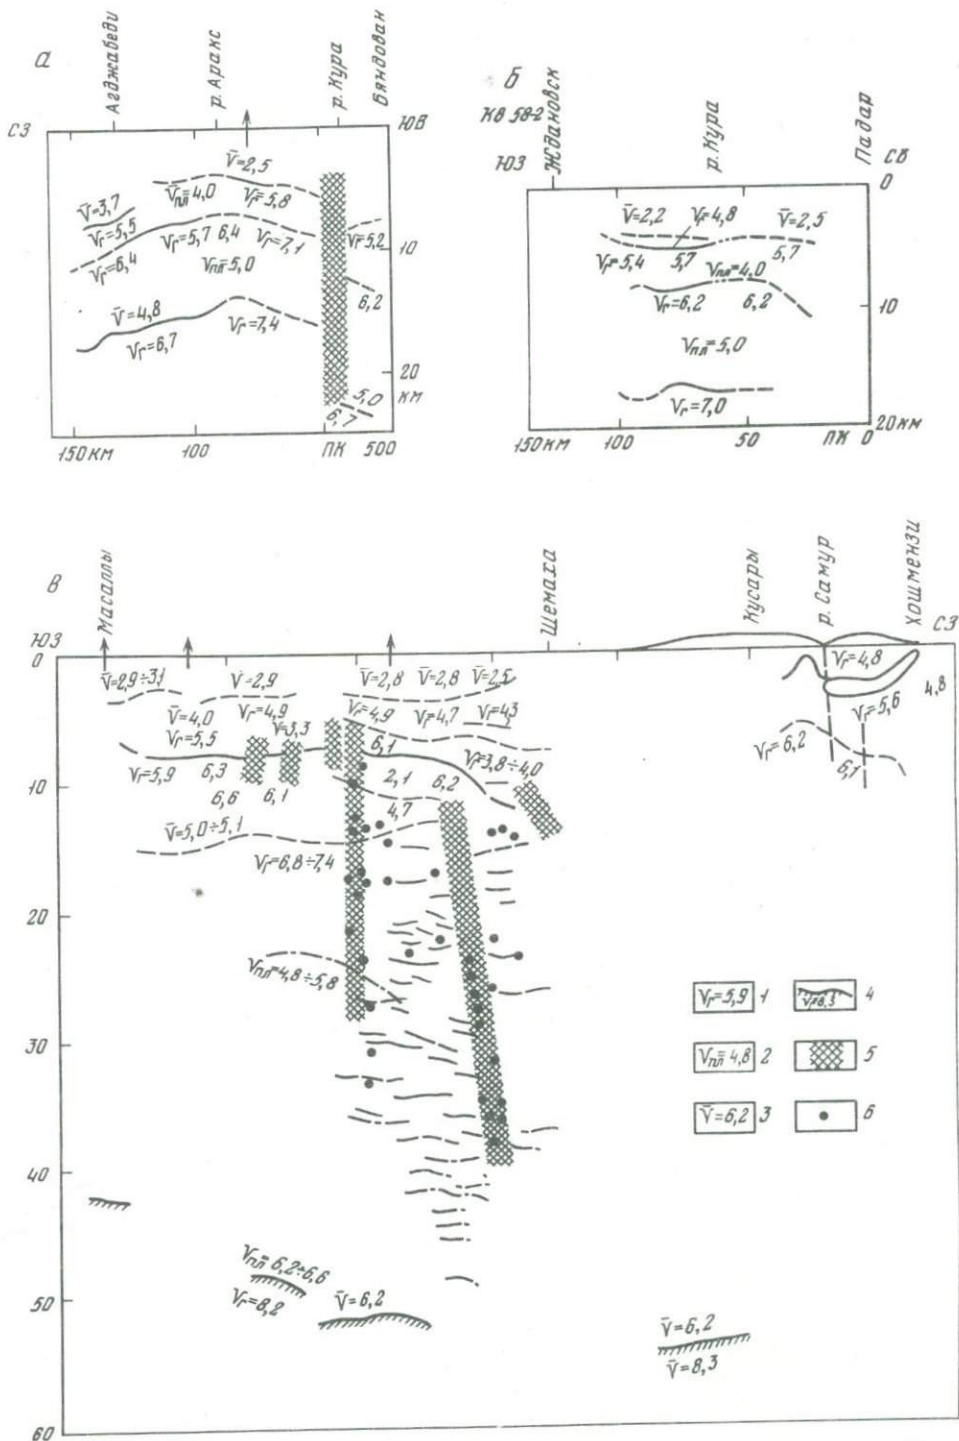 а
Агджабеди
р. Аракс
р. Кура
Бяндован
СЗ
ЮВ
V̄=2,5
Vпл=4,0
Vг=5,8
V̄=3,7
Vг=5,5
Vг=5,7 6,4
Vг=7,1
Vг=5,2
10
Vг=6,4
Vпл=5,0
6,2
V̄=4,8
Vг=7,4
Vг=6,7
20
км
5,0
6,7
150 км 100 ПК 500
б
КВ 58-2
ЮЗ
Ждановск
р. Кура
Падар
СВ
0
V̄=2,2
Vг=4,8
V̄=2,5
Vг=5,4
5,7
5,7
Vпл=4,0
Vг=6,2
6,2
10
Vпл=5,0
Vг=7,0
20 км
100 50 ПК 0
в
Масаллы
Шемаха
Кусары
р. Самур
Хошмензи
ЮЗ
СЗ
0
V̄=2,9÷3,1
V=2,9
V̄=2,8
V̄=2,8
V̄=2,5
Vг=4,8
4,8
V̄=4,0
Vг=4,9
Vг=4,9
Vг=4,7
Vг=4,3
Vг=5,6
Vг=5,5
V=3,3
6,1
Vг=3,8÷4,0
Vг=6,2
6,1
Vг=5,9
6,3
2,1
6,2
10
6,6
6,1
4,7
V̄=5,0÷5,1
Vг=6,8÷7,4
20
Vпл=4,8÷5,8
Vг=5,9 1
Vг=8,3 4
30
Vпл=4,8 2
5
V̄=6,2 3
6
40
Vпл=6,2÷6,6
Vг=8,2
V̄=6,2
50
V̄=6,2
V̄=8,3
60